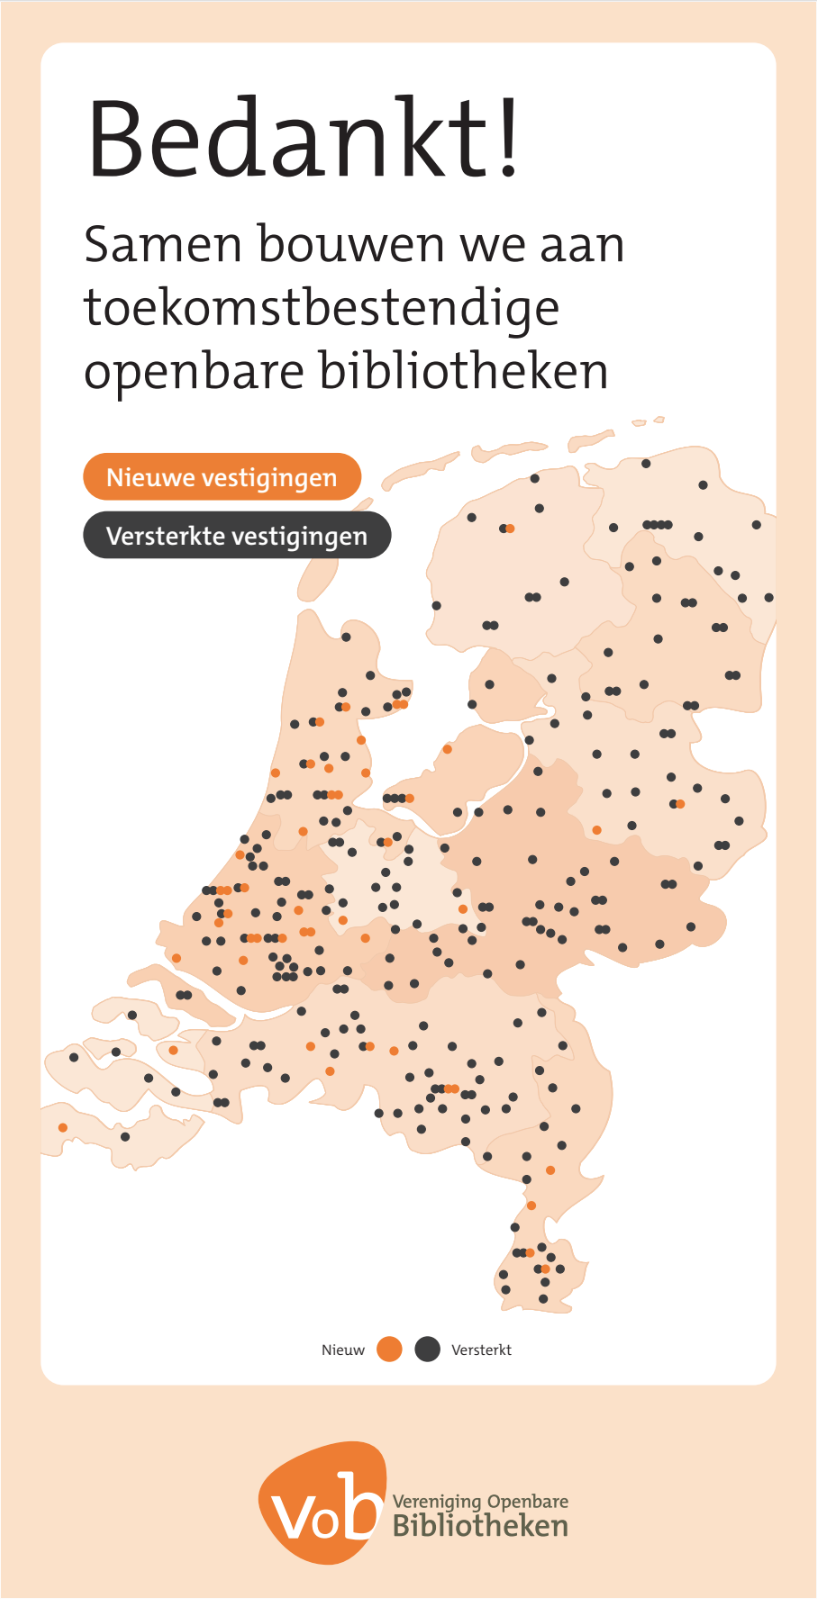 Bedankt!
Samen bouwen we aan
toekomstbestendige
openbare bibliotheken
Nieuwe vestigingen
Versterkte vestigingen
Nieuw
Versterkt
Vob
Vereniging Openbare
Bibliotheken